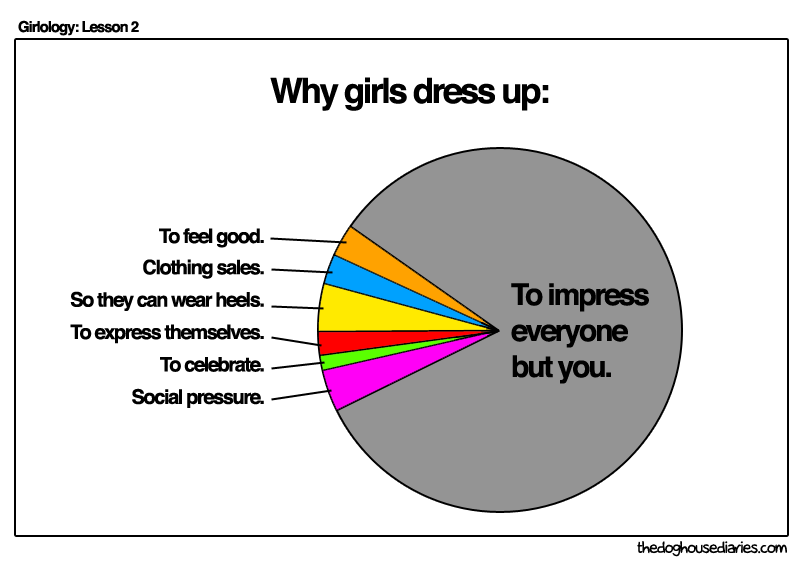 Girlology: Lesson 2
Why girls dress up:
To feel good.
Clothing sales.
So they can wear heels.
To express themselves.
To celebrate.
Social pressure.
To impress
everyone
but you.
thedoghousediaries.com